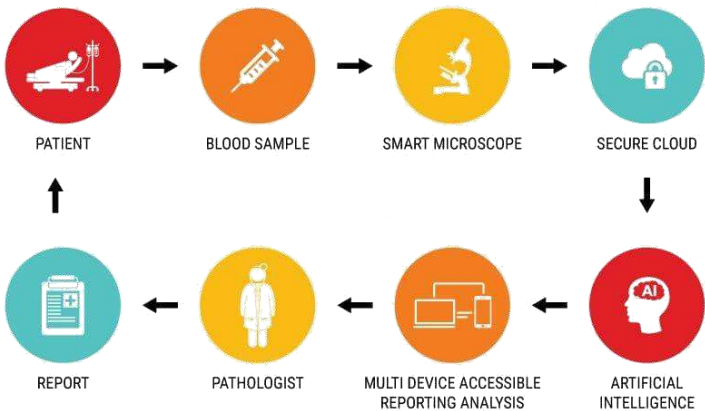 PATIENT
BLOOD SAMPLE
SMART MICROSCOPE
SECURE CLOUD
REPORT
PATHOLOGIST
MULTI DEVICE ACCESSIBLE
REPORTING ANALYSIS
AI
ARTIFICIAL
INTELLIGENCE